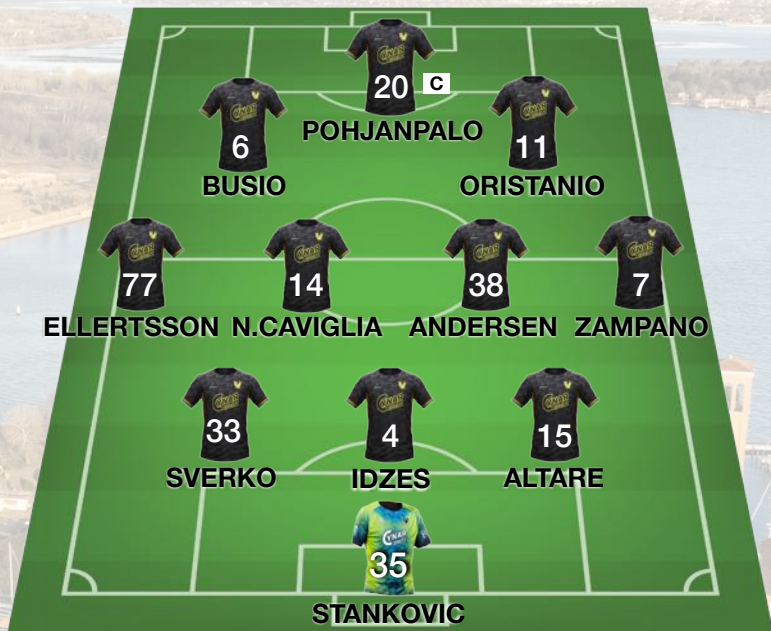 20 C
POHJANPALO
6
BUSIO
11
ORISTANIO
77
ELLERTSSON
14
N.CAVIGLIA
38
ANDERSEN
7
ZAMPANO
33
SVERKO
4
IDZES
15
ALTARE
35
STANKOVIC